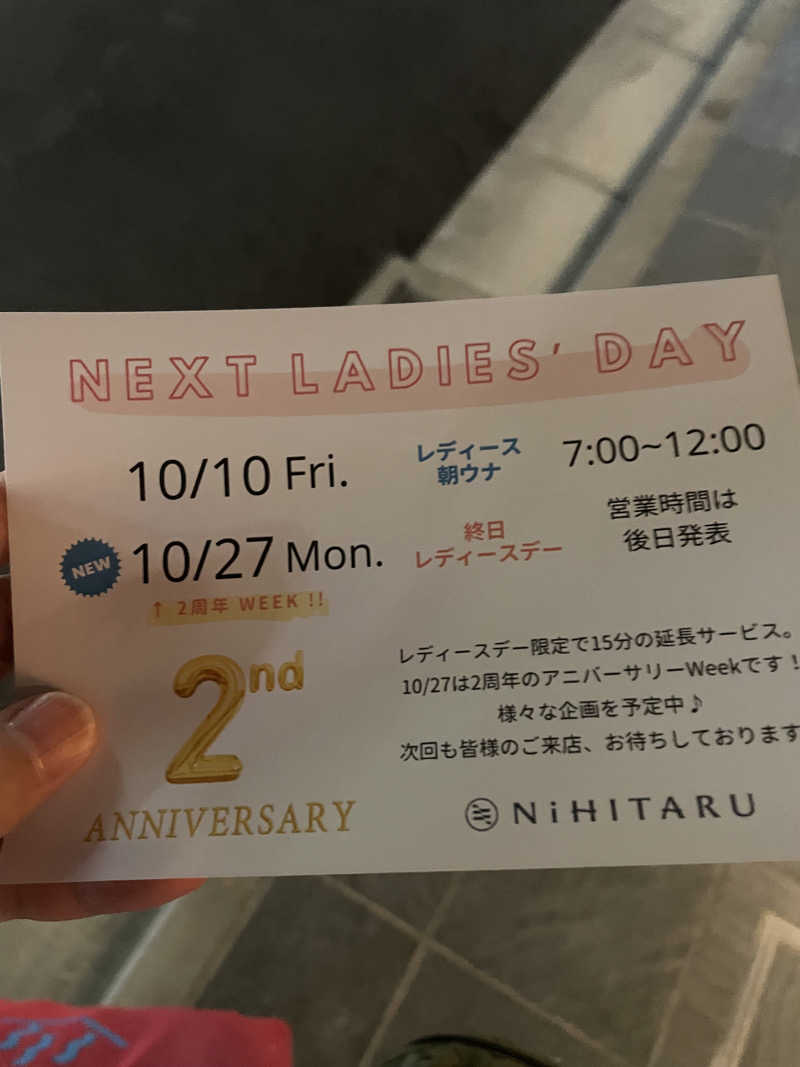 NEXT LADIES' DAY
10/10 Fri.
レディース
朝ウナ
7:00~12:00
NEW
10/27 Mon.
終日
レディースデー
営業時間は
後日発表
↑ 2周年 WEEK !!
2nd
ANNIVERSARY
レディースデー限定で15分の延長サービス。
10/27は2周年のアニバーサリーWeekです!
様々な企画を予定中♪
次回も皆様のご来店、お待ちしております
NiHITARU